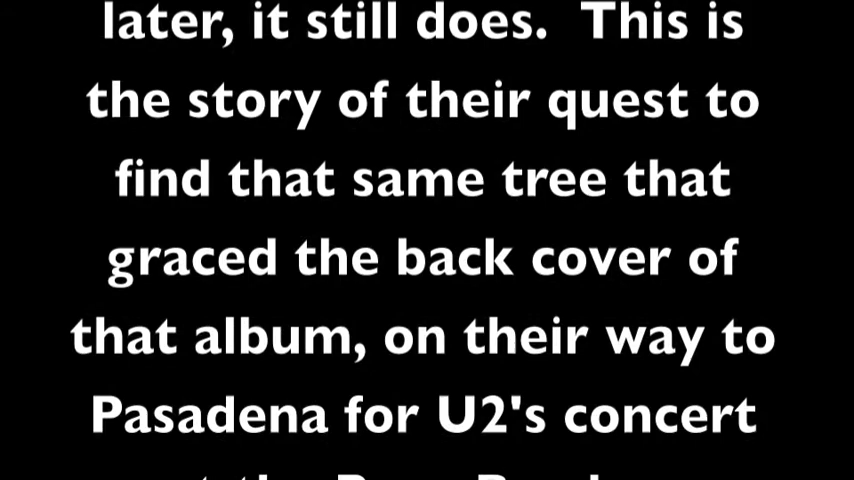 later, it still does.  This is
the story of their quest to
find that same tree that
graced the back cover of
that album, on their way to
Pasadena for U2's concert